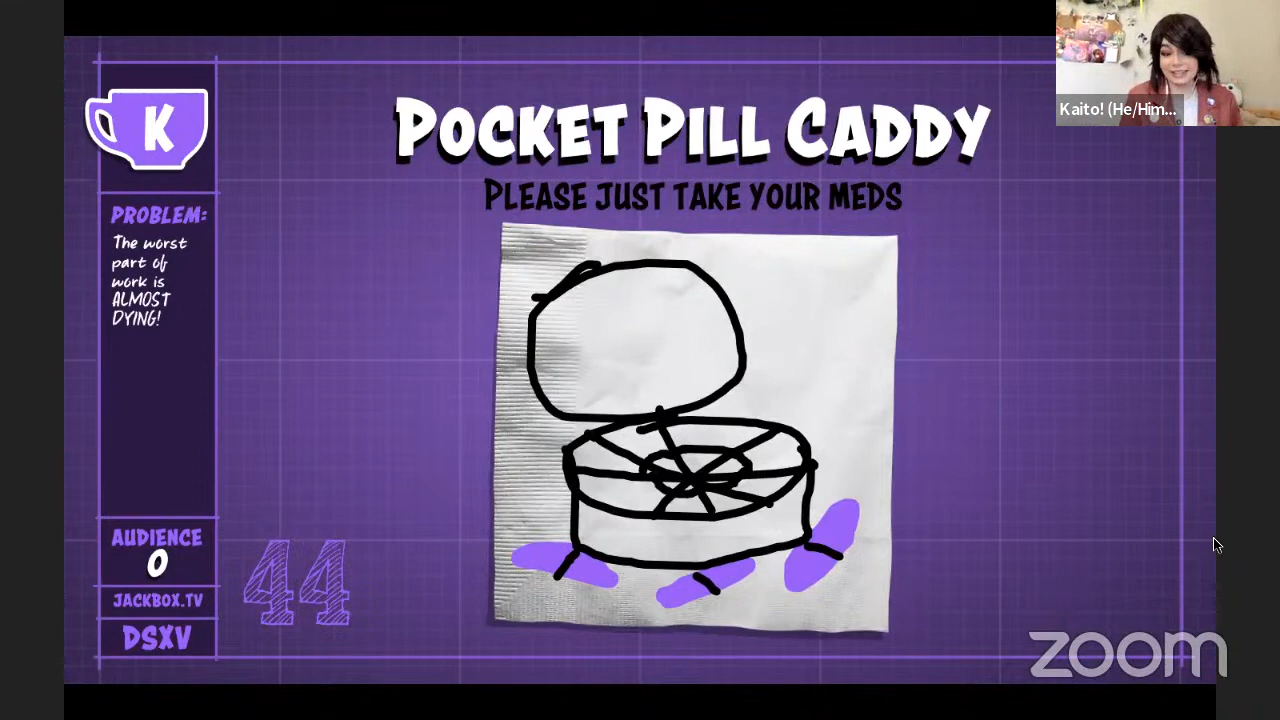 K
POCKET PILL CADDY
PLEASE JUST TAKE YOUR MEDS
PROBLEM:
The worst
part of
work is
ALMOST
DYING!
AUDIENCE
0
JACKBOX.TV
DSXV
44
Kaito! (He/Him...
zoom